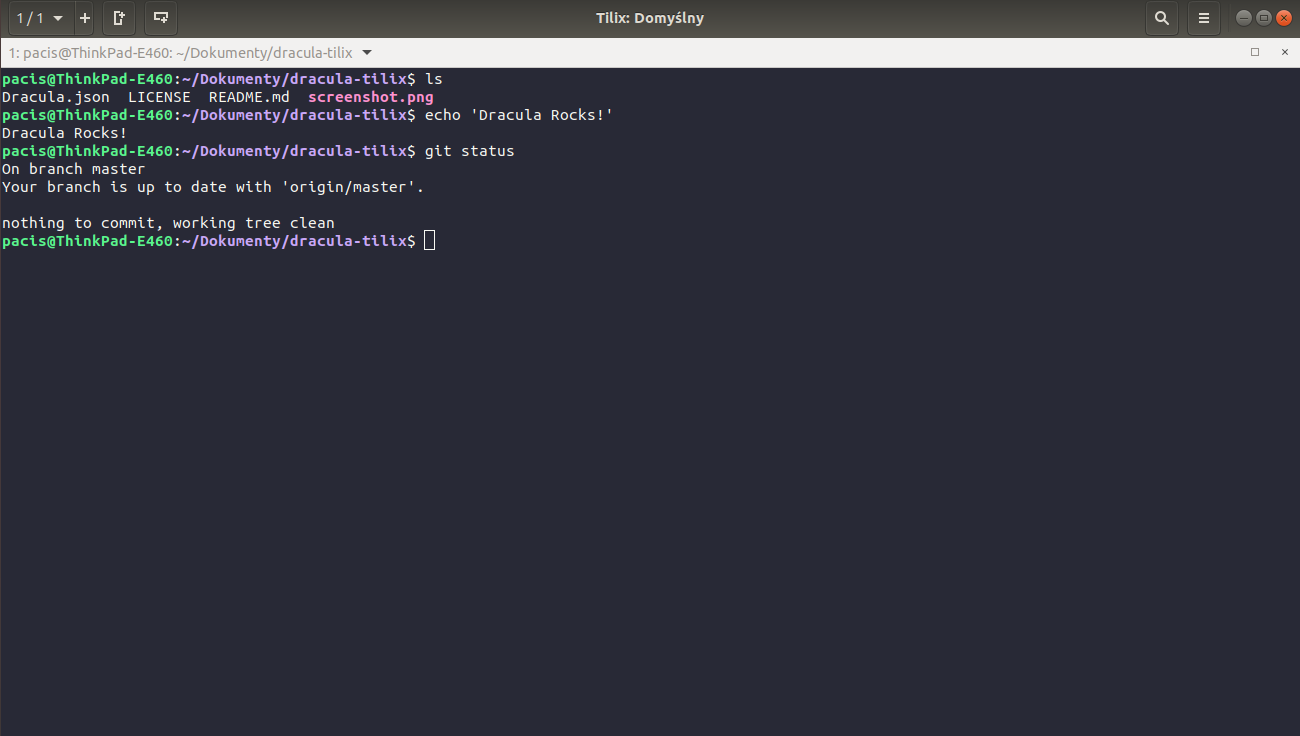 1 / 1
Tilix: Domyślny
1: pacis@ThinkPad-E460: ~/Dokumenty/dracula-tilix
pacis@ThinkPad-E460:~/Dokumenty/dracula-tilix$ ls
Dracula.json  LICENSE  README.md  screenshot.png
pacis@ThinkPad-E460:~/Dokumenty/dracula-tilix$ echo 'Dracula Rocks!'
Dracula Rocks!
pacis@ThinkPad-E460:~/Dokumenty/dracula-tilix$ git status
On branch master
Your branch is up to date with 'origin/master'.
nothing to commit, working tree clean
pacis@ThinkPad-E460:~/Dokumenty/dracula-tilix$